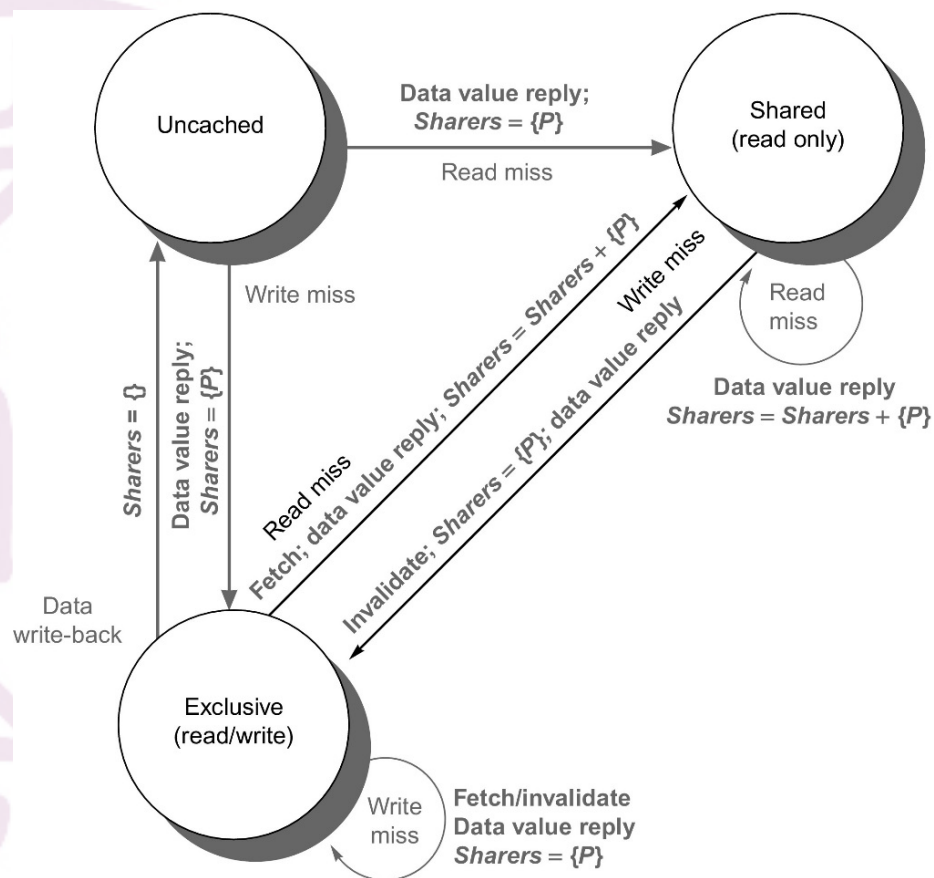 Uncached
Data value reply;
Sharers = {P}
Read miss
Shared
(read only)
Write miss
Read
miss
Data value reply
Sharers = Sharers + {P}
Sharers = {}
Data value reply;
Sharers = {P}
Read miss
Fetch; data value reply; Sharers = Sharers + {P}
Write miss
Invalidate; Sharers = {P}; data value reply
Data
write-back
Exclusive
(read/write)
Write
miss
Fetch/invalidate
Data value reply
Sharers = {P}